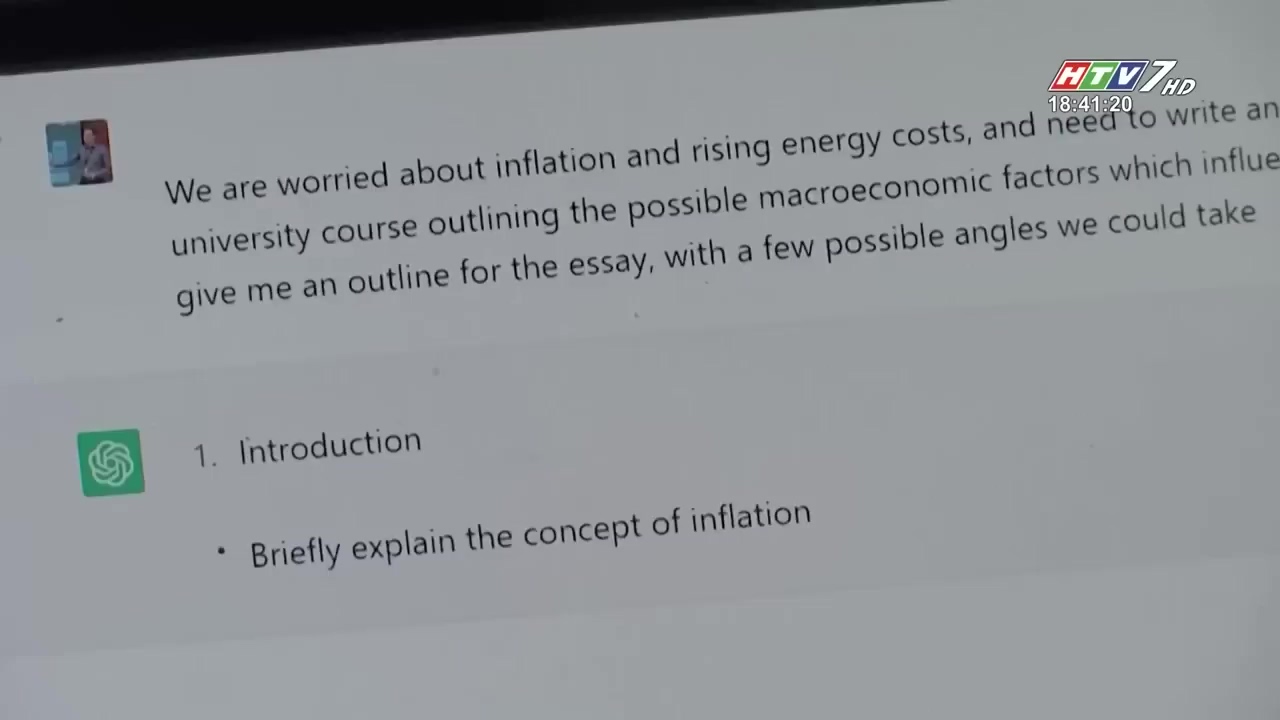 HTV7 HD
18:41:20
We are worried about inflation and rising energy costs, and need to write an
university course outlining the possible macroeconomic factors which influe
give me an outline for the essay, with a few possible angles we could take
1. Introduction
• Briefly explain the concept of inflation